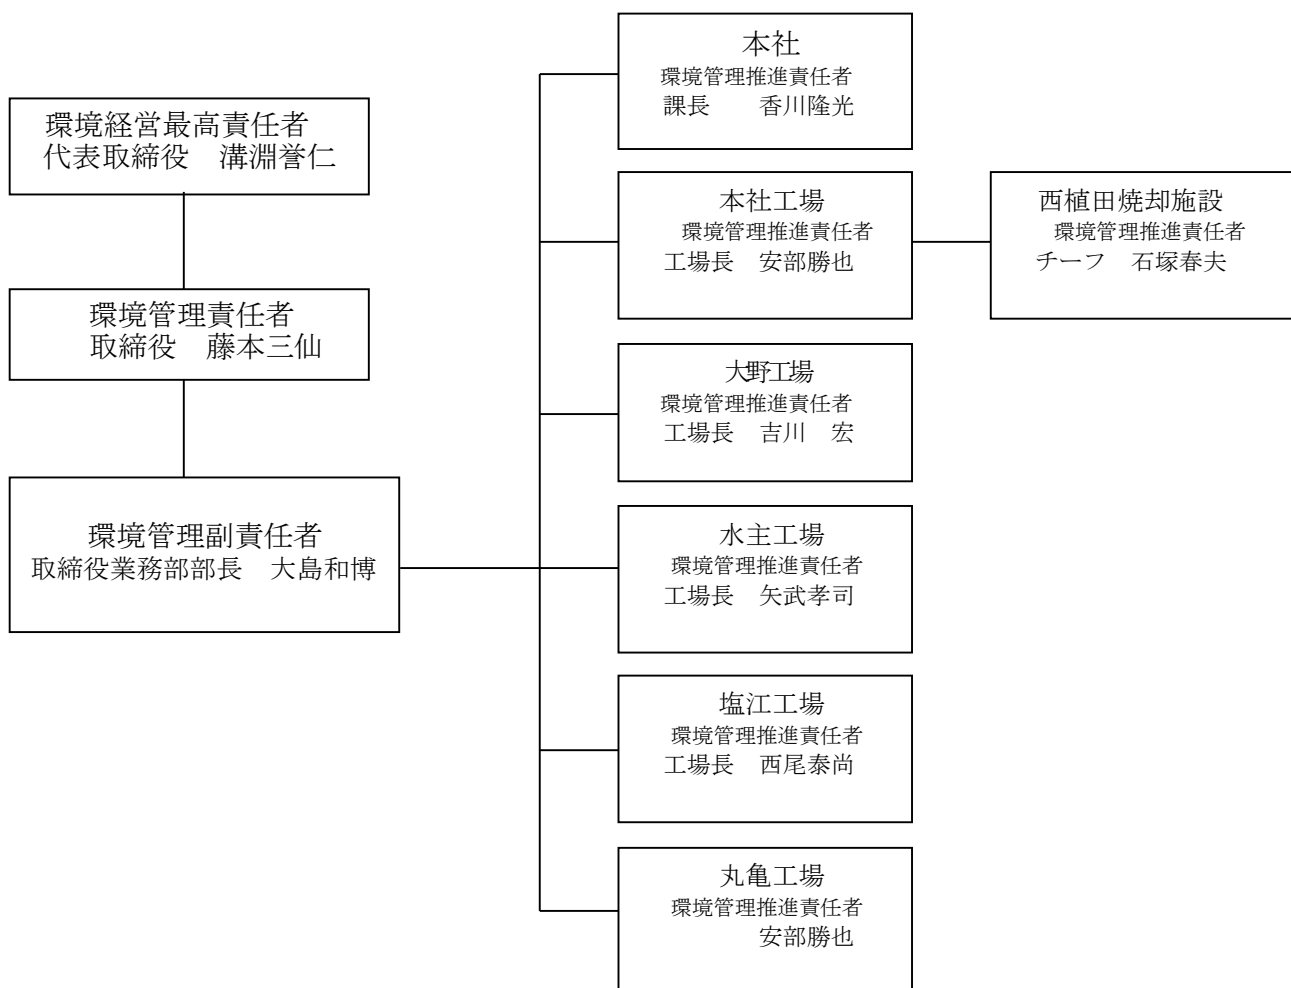 環境経営最高責任者
代表取締役　溝淵誉仁
環境管理責任者
取締役　藤本三仙
環境管理副責任者
取締役業務部部長　大島和博
本社
環境管理推進責任者
課長　　香川隆光
本社工場
環境管理推進責任者
工場長　安部勝也
西植田焼却施設
環境管理推進責任者
チーフ　石塚春夫
大野工場
環境管理推進責任者
工場長　吉川　宏
水主工場
環境管理推進責任者
工場長　矢武孝司
塩江工場
環境管理推進責任者
工場長　西尾泰尚
丸亀工場
環境管理推進責任者
安部勝也